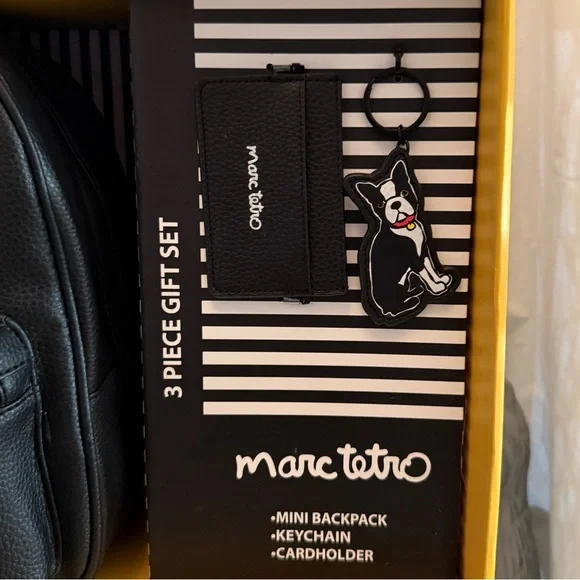 marc tetro
3 PIECE GIFT SET
marc tetro
•MINI BACKPACK
•KEYCHAIN
•CARDHOLDER